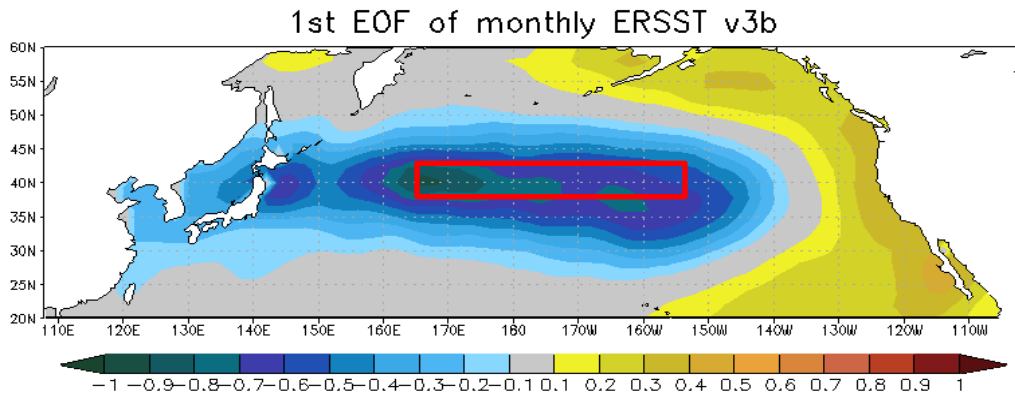 1st EOF of monthly ERSST v3b
60N
55N
50N
45N
40N
35N
30N
25N
20N
110E 120E 130E 140E 150E 160E 170E 180 170W 160W 150W 140W 130W 120W 110W
-1 -0.9 -0.8 -0.7 -0.6 -0.5 -0.4 -0.3 -0.2 -0.1 0.1 0.2 0.3 0.4 0.5 0.6 0.7 0.8 0.9 1